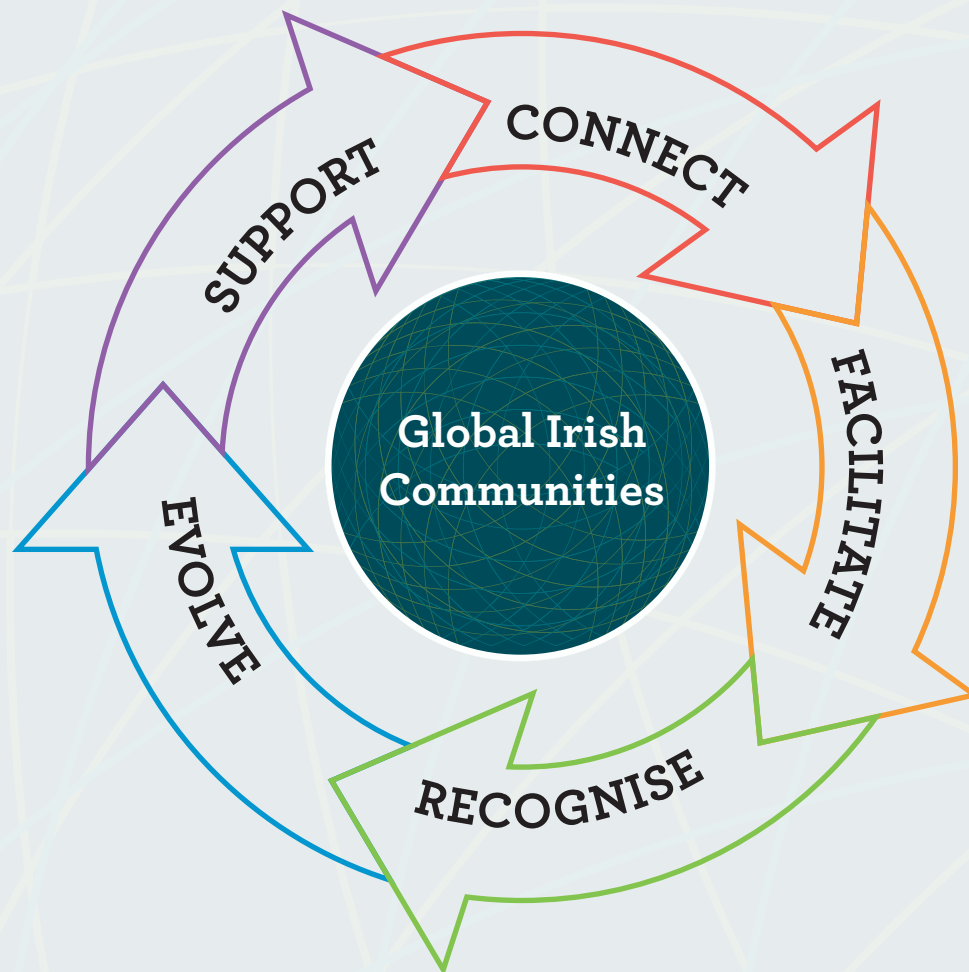 SUPPORT
CONNECT
FACILITATE
RECOGNISE
EVOLVE
Global Irish
Communities